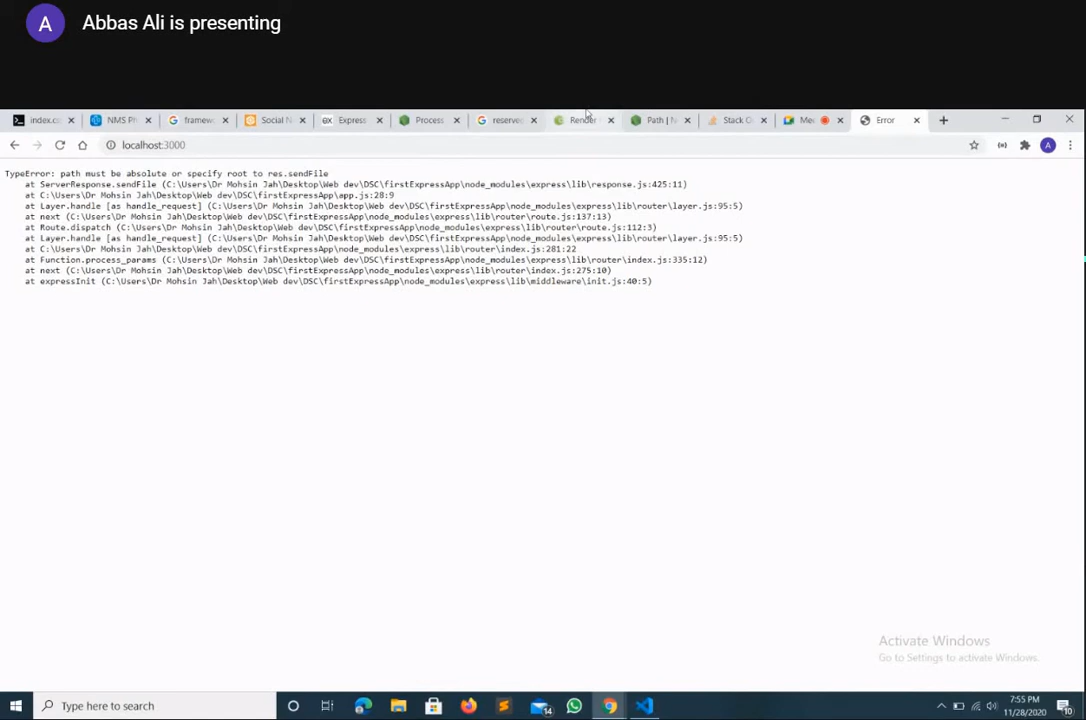 A Abbas Ali is presenting
index.c NMS P framew Social N ex Express Process reserve Render Path | N Stack O Mee Error
localhost:3000 A
TypeError: path must be absolute or specify root to res.sendFile
at ServerResponse.sendFile (C:\Users\Dr Mohsin Jah\Desktop\Web dev\DSC\firstExpressApp\node_modules\express\lib\response.js:425:11)
at C:\Users\Dr Mohsin Jah\Desktop\Web dev\DSC\firstExpressApp\app.js:28:9
at Layer.handle [as handle_request] (C:\Users\Dr Mohsin Jah\Desktop\Web dev\DSC\firstExpressApp\node_modules\express\lib\router\layer.js:95:5)
at next (C:\Users\Dr Mohsin Jah\Desktop\Web dev\DSC\firstExpressApp\node_modules\express\lib\router\route.js:137:13)
at Route.dispatch (C:\Users\Dr Mohsin Jah\Desktop\Web dev\DSC\firstExpressApp\node_modules\express\lib\router\route.js:112:3)
at Layer.handle [as handle_request] (C:\Users\Dr Mohsin Jah\Desktop\Web dev\DSC\firstExpressApp\node_modules\express\lib\router\layer.js:95:5)
at C:\Users\Dr Mohsin Jah\Desktop\Web dev\DSC\firstExpressApp\node_modules\express\lib\router\index.js:281:22
at Function.process_params (C:\Users\Dr Mohsin Jah\Desktop\Web dev\DSC\firstExpressApp\node_modules\express\lib\router\index.js:335:12)
at next (C:\Users\Dr Mohsin Jah\Desktop\Web dev\DSC\firstExpressApp\node_modules\express\lib\router\index.js:275:10)
at expressInit (C:\Users\Dr Mohsin Jah\Desktop\Web dev\DSC\firstExpressApp\node_modules\express\lib\middleware\init.js:40:5)
Activate Windows
Go to Settings to activate Windows.
Type here to search 14 7:55 PM
11/28/2020 10